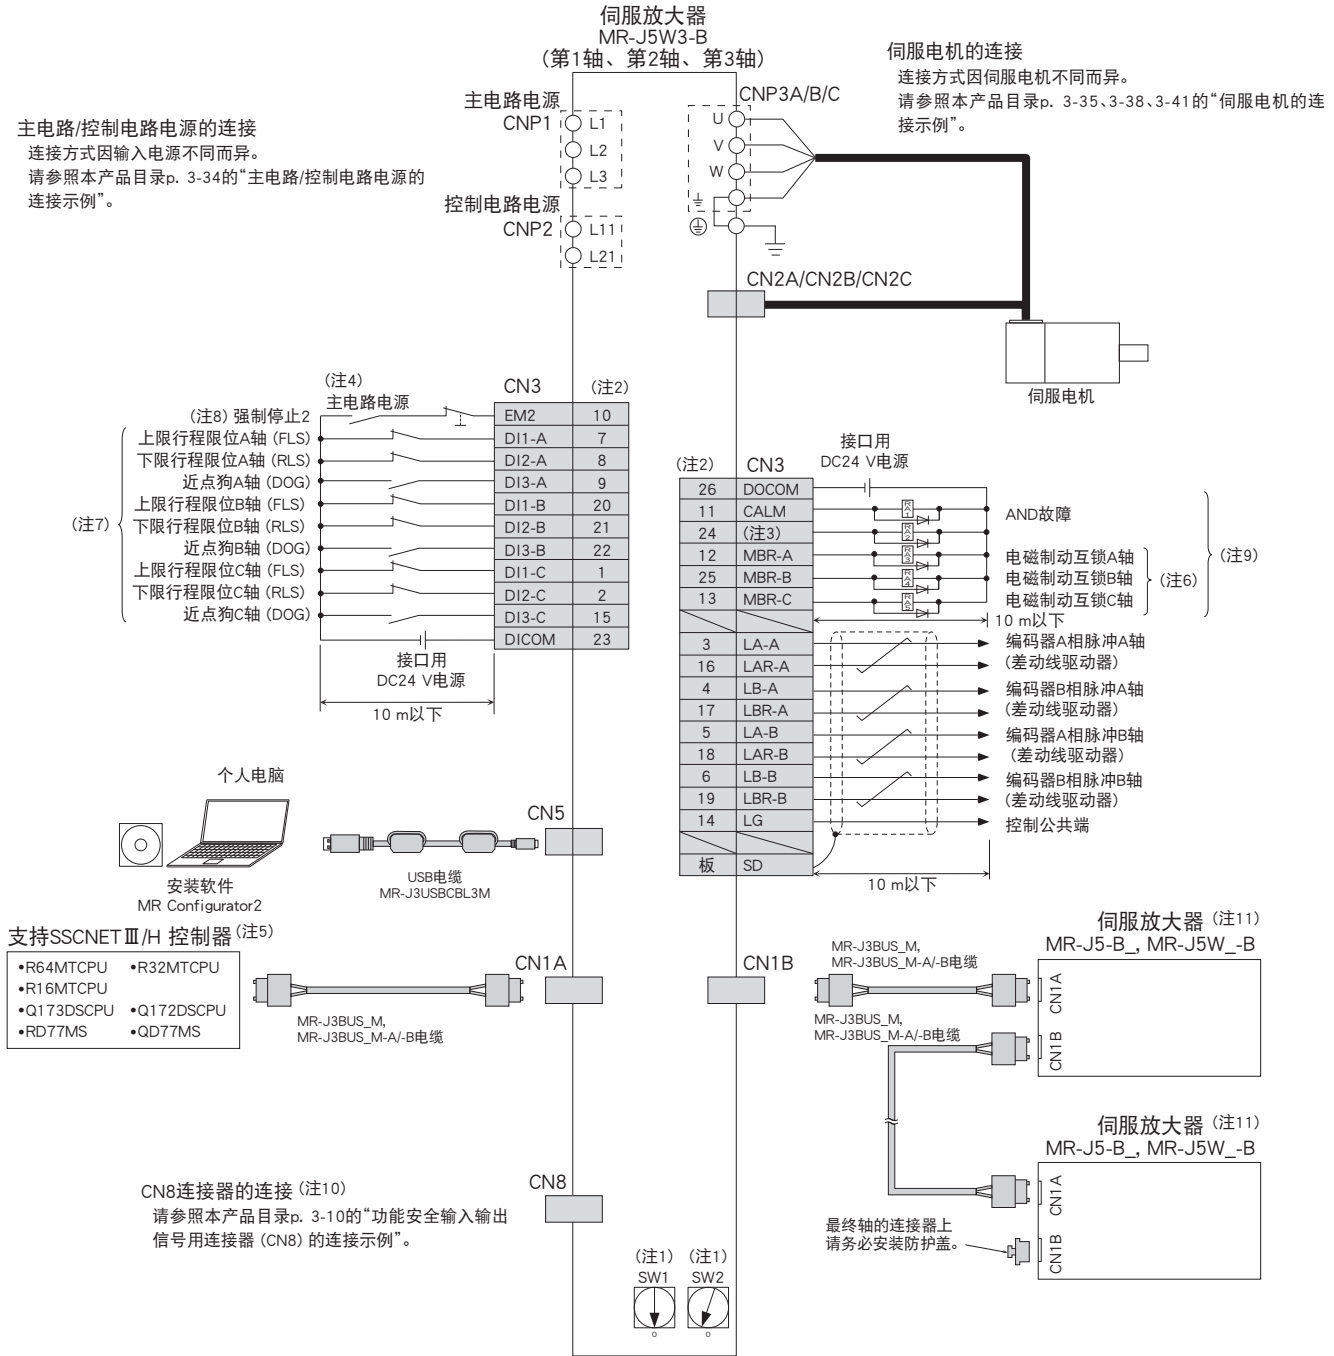 伺服放大器
MR-J5W3-B
(第1轴、第2轴、第3轴)
主电路/控制电路电源的连接
连接方式因输入电源不同而异。
请参照本产品目录p. 3-34的“主电路/控制电路电源的
连接示例”。
主电路电源
CNP1
L1
L2
L3
控制电路电源
CNP2
L11
L21
CNP3A/B/C
U
V
W
伺服电机的连接
连接方式因伺服电机不同而异。
请参照本产品目录p. 3-35、3-38、3-41的“伺服电机的连
接示例”。
CN2A/CN2B/CN2C
伺服电机
(注4)
主电路电源
CN3 (注2)
(注8) 强制停止2 EM2 10
上限行程限位A轴 (FLS) DI1-A 7
下限行程限位A轴 (RLS) DI2-A 8
近点狗A轴 (DOG) DI3-A 9
上限行程限位B轴 (FLS) DI1-B 20
(注7) 下限行程限位B轴 (RLS) DI2-B 21
近点狗B轴 (DOG) DI3-B 22
上限行程限位C轴 (FLS) DI1-C 1
下限行程限位C轴 (RLS) DI2-C 2
近点狗C轴 (DOG) DI3-C 15
DICOM 23
接口用
DC24 V电源
10 m以下
接口用
DC24 V电源
(注2) CN3
26 DOCOM
11 CALM RA1 AND故障
24 (注3) RA2
12 MBR-A RA3 电磁制动互锁A轴
25 MBR-B RA4 电磁制动互锁B轴 (注6) (注9)
13 MBR-C RA5 电磁制动互锁C轴
10 m以下
3 LA-A 编码器A相脉冲A轴
16 LAR-A (差动线驱动器)
4 LB-A 编码器B相脉冲A轴
17 LBR-A (差动线驱动器)
5 LA-B 编码器A相脉冲B轴
18 LAR-B (差动线驱动器)
6 LB-B 编码器B相脉冲B轴
19 LBR-B (差动线驱动器)
14 LG 控制公共端
板 SD
10 m以下
个人电脑
安装软件
MR Configurator2
USB电缆
MR-J3USBCBL3M
CN5
支持SSCNETⅢ/H 控制器(注5)
•R64MTCPU •R32MTCPU
•R16MTCPU
•Q173DSCPU •Q172DSCPU
•RD77MS •QD77MS
MR-J3BUS_M,
MR-J3BUS_M-A/-B电缆
CN1A
CN1B
MR-J3BUS_M,
MR-J3BUS_M-A/-B电缆
MR-J3BUS_M,
MR-J3BUS_M-A/-B电缆
伺服放大器 (注11)
MR-J5-B_, MR-J5W_-B
CN1A
CN1B
伺服放大器 (注11)
MR-J5-B_, MR-J5W_-B
CN1A
CN1B
最终轴的连接器上
请务必安装防护盖。
CN8连接器的连接 (注10)
请参照本产品目录p. 3-10的“功能安全输入输出
信号用连接器 (CN8) 的连接示例”。
CN8
(注1) (注1)
SW1 SW2
0 0